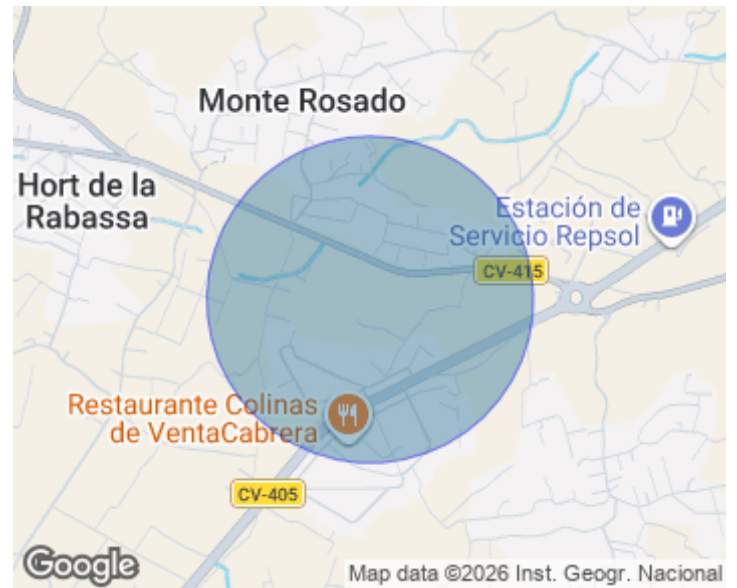 Monte Rosado
Hort de la
Rabassa
Estación de
Servicio Repsol
CV-415
Restaurante Colinas
de VentaCabrera
CV-405
Google
Map data ©2026 Inst. Geogr. Nacional